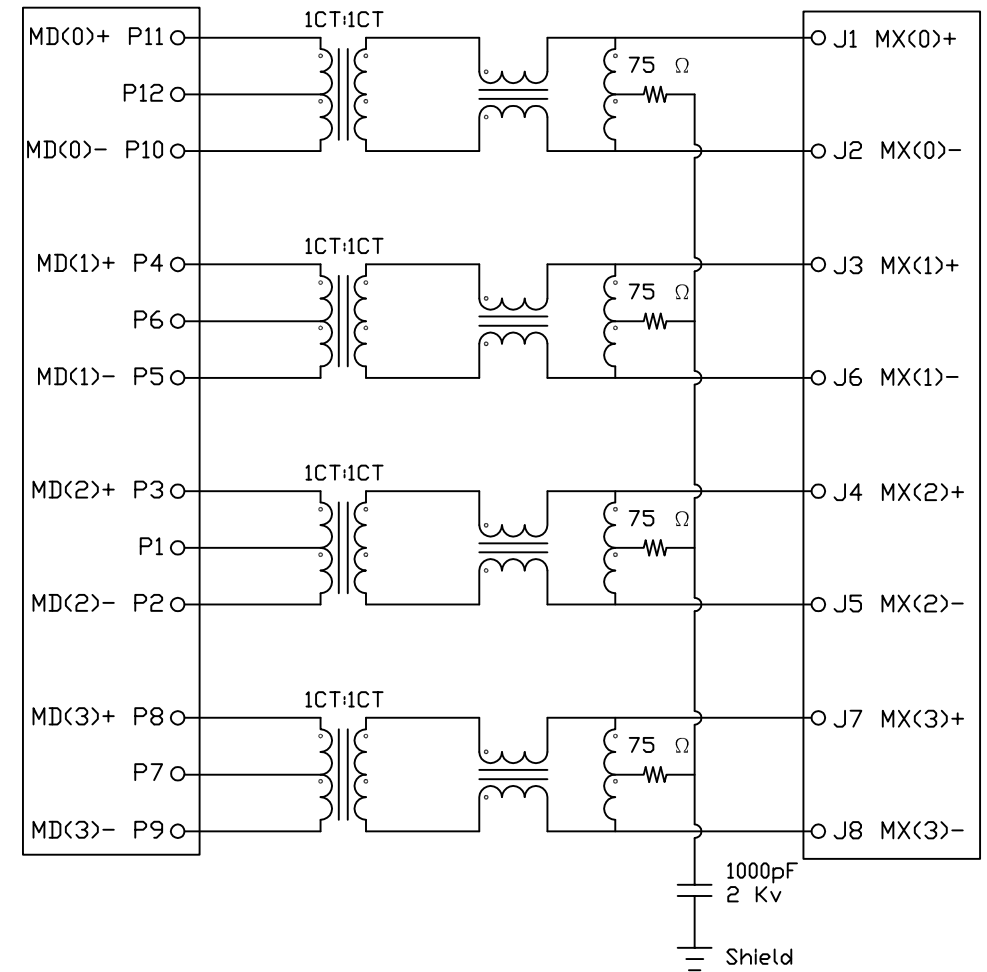 1CT:1CT
MD(0)+ P11 J1 MX(0)+
75 Ω
P12
MD(0)- P10 J2 MX(0)-
1CT:1CT
MD(1)+ P4 J3 MX(1)+
75 Ω
P6
MD(1)- P5 J6 MX(1)-
1CT:1CT
MD(2)+ P3 J4 MX(2)+
75 Ω
P1
MD(2)- P2 J5 MX(2)-
1CT:1CT
MD(3)+ P8 J7 MX(3)+
75 Ω
P7
MD(3)- P9 J8 MX(3)-
1000pF
2 Kv
Shield